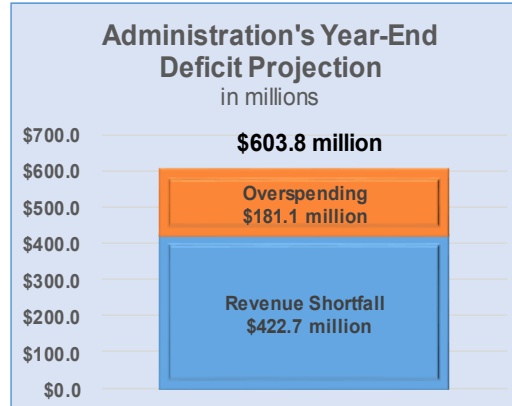 Administration's Year-End
Deficit Projection
in millions
$700.0
$603.8 million
$600.0
Overspending
$181.1 million
$500.0
$400.0
$300.0
Revenue Shortfall
$422.7 million
$200.0
$100.0
$0.0